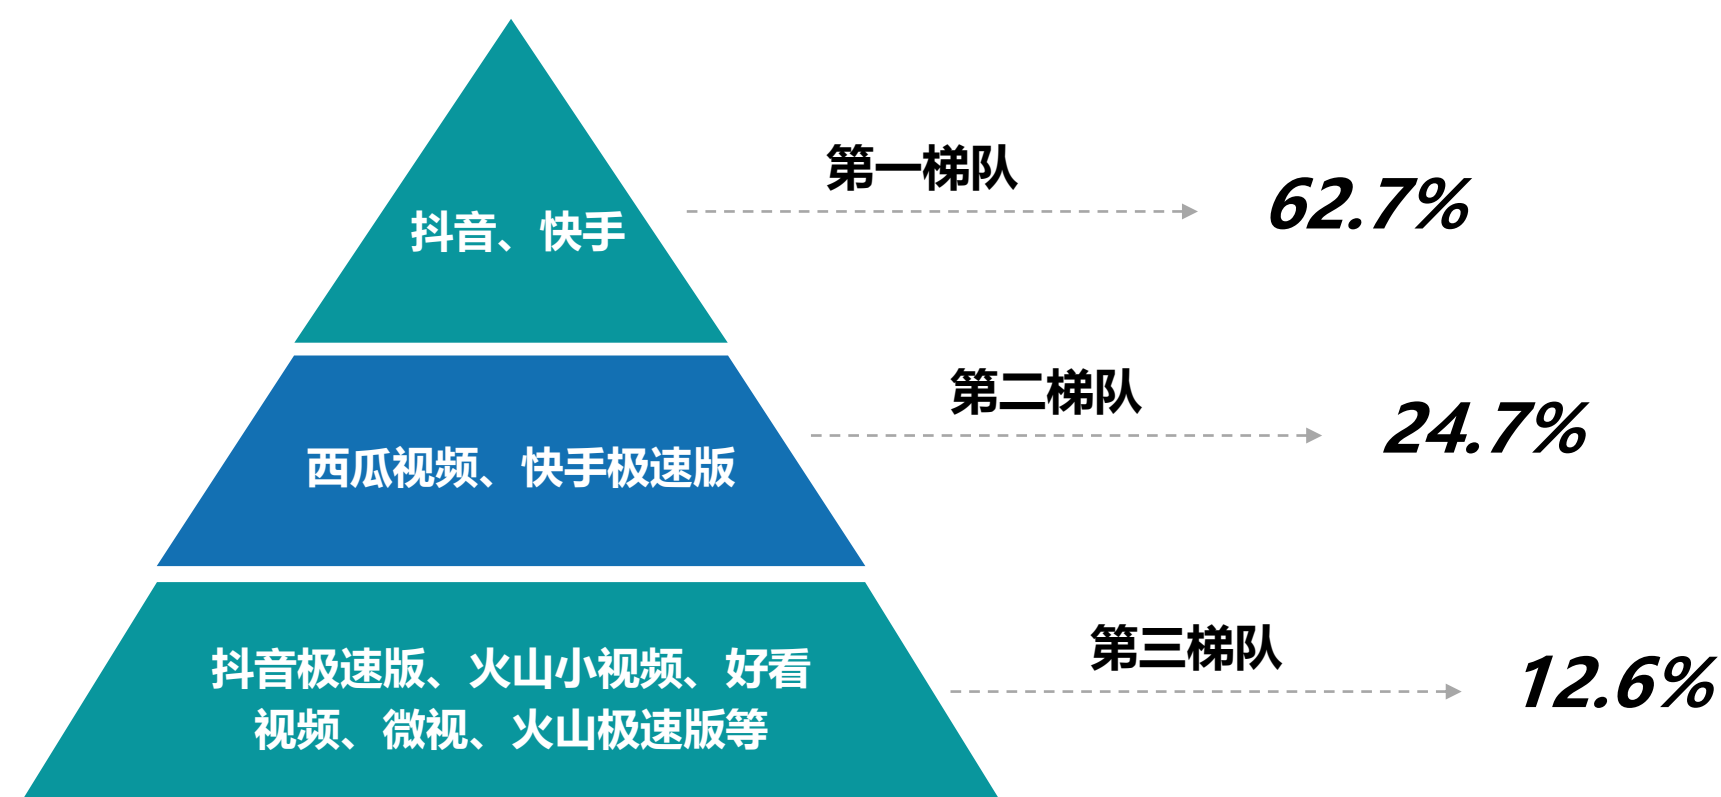 抖音、快手
第一梯队
62.7%
西瓜视频、快手极速版
第二梯队
24.7%
抖音极速版、火山小视频、好看
视频、微视、火山极速版等
第三梯队
12.6%